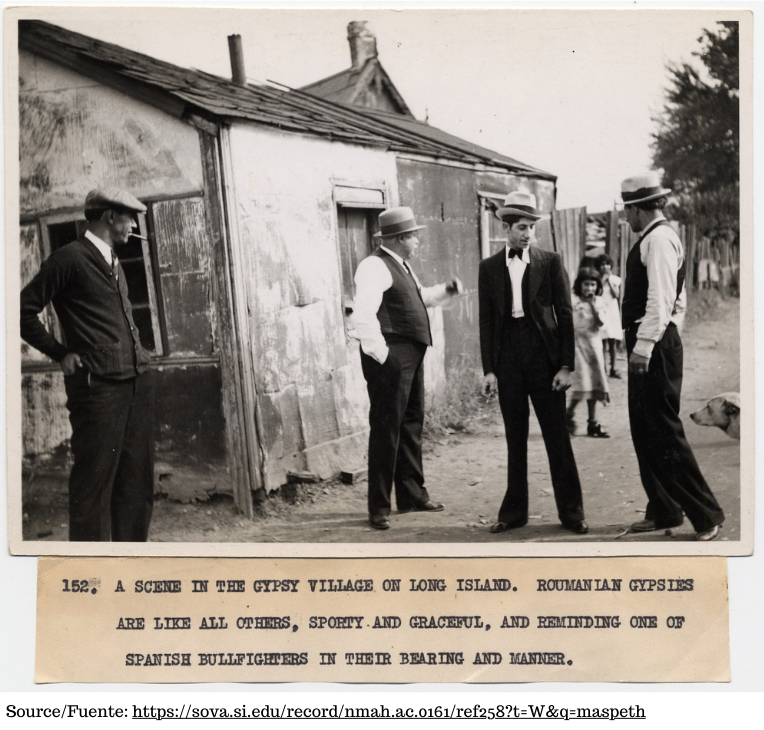 152. A SCENE IN THE GYPSY VILLAGE ON LONG ISLAND. ROUMANIAN GYPSIES
ARE LIKE ALL OTHERS, SPORTY AND GRACEFUL, AND REMINDING ONE OF
SPANISH BULLFIGHTERS IN THEIR BEARING AND MANNER.
Source/Fuente: https://sova.si.edu/record/nmah.ac.0161/ref258?t=W&q=maspeth